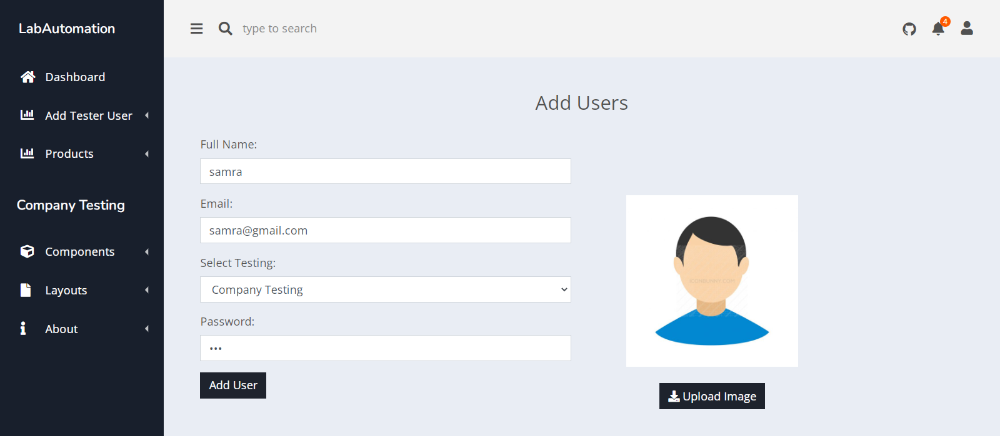 LabAutomation
type to search
4
Dashboard
Add Tester User
Products
Company Testing
Components
Layouts
About
Add Users
Full Name:
samra
Email:
samra@gmail.com
Select Testing:
Company Testing
Password:
•••
Add User
ICONBUNNY.COM
Upload Image